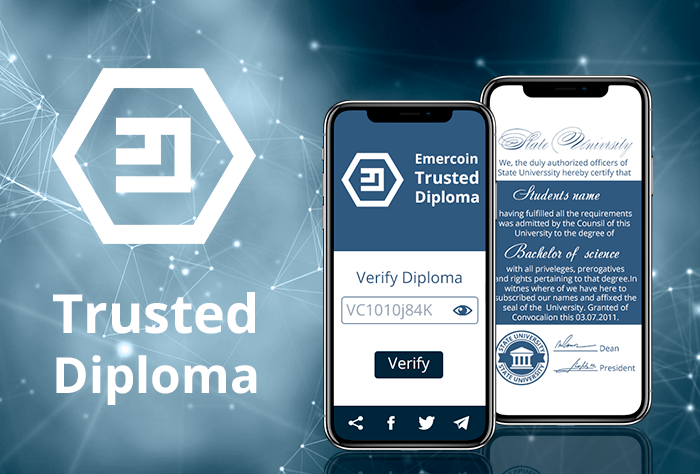 Trusted
Diploma
Emercoin
Trusted
Diploma
Verify Diploma
VC1010j84K
Verify
State University
We, the duly authorized officers of
State Universsity hereby certify that
Students name
having fulfilled all the requirements
was admitted by the Counsil of this
University to the degree of
Bachelor of science
with all priveleges, prerogatives
and rights pertaining to that degree.In
witnes where of we have here to
subscribed our names and affixed the
seal of the University. Granted of
Convocalion this 03.07.2011.
STATE UNIVERSITY
STATE UNIVERSITY
Dean
President